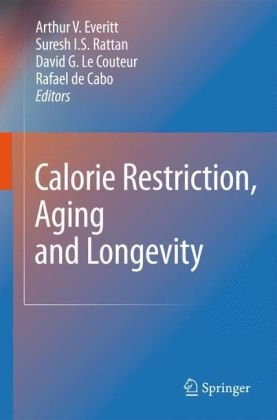 Arthur V. Everitt
Suresh I.S. Rattan
David G. Le Couteur
Rafael de Cabo
Editors
Calorie Restriction,
Aging
and Longevity
Springer